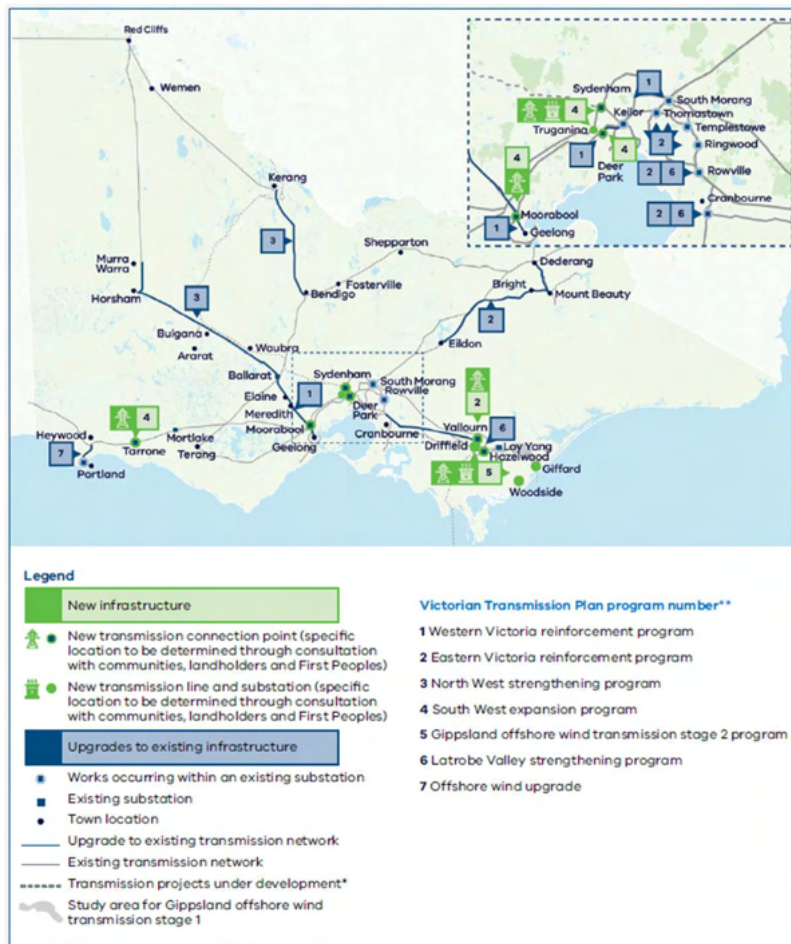 Red Cliffs
Wemen
Kerang
3
Murra
Warra
Horsham
3
Bulgana
Ararat
Waubra
Ballarat
Elaine
Meredith
Moorabool
Geelong
1
Bendigo
Fosterville
Shepparton
Dederang
Bright
Mount Beauty
2
Eildon
Sydenham
South Morang
Rowville
Deer
Park
Cranbourne
2
Yallourn
6
Driffield
Loy Yang
Hazelwood
5
Giffard
Woodside
4
Heywood
7
Portland
Tarrone
Mortlake
Terang
1
Sydenham
South Morang
Keilor
Thomastown
4
Templestowe
Truganina
2
Ringwood
1
4
Deer
Park
2 6
Rowville
4
Cranbourne
2 6
Moorabool
1
Geelong
Legend
New infrastructure
New transmission connection point (specific
location to be determined through consultation
with communities, landholders and First Peoples)
New transmission line and substation (specific
location to be determined through consultation
with communities, landholders and First Peoples)
Upgrades to existing infrastructure
Works occurring within an existing substation
Existing substation
Town location
Upgrade to existing transmission network
Existing transmission network
Transmission projects under development*
Study area for Gippsland offshore wind
transmission stage 1
Victorian Transmission Plan program number**
1 Western Victoria reinforcement program
2 Eastern Victoria reinforcement program
3 North West strengthening program
4 South West expansion program
5 Gippsland offshore wind transmission stage 2 program
6 Latrobe Valley strengthening program
7 Offshore wind upgrade